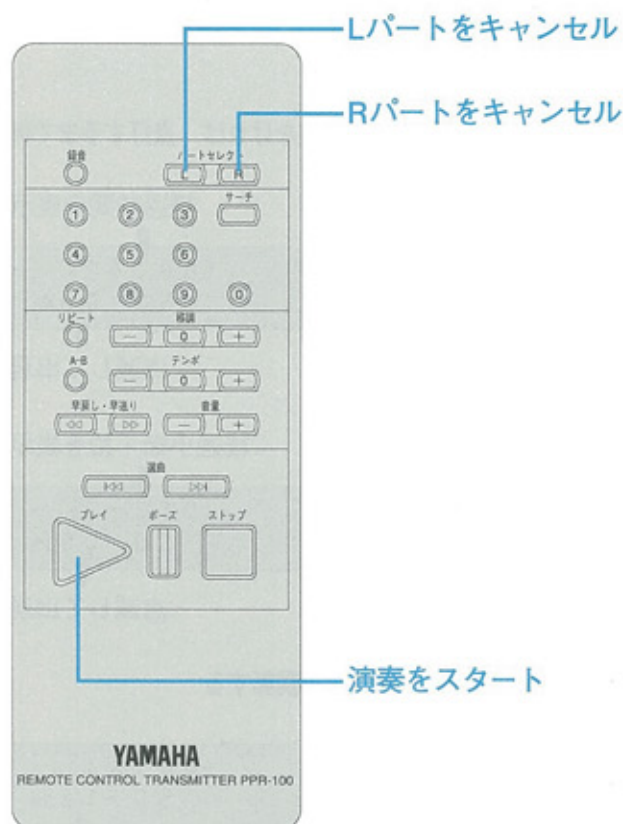 Lパートをキャンセル
Rパートをキャンセル
録音 パートセレクト
L R
サーチ
1 2 3
4 5 6
7 8 9 0
リピート 移調
− 0 +
A-B テンポ
− 0 +
早戻し・早送り 音量
− +
選曲
プレイ ポーズ ストップ
演奏をスタート
YAMAHA
REMOTE CONTROL TRANSMITTER PPR-100